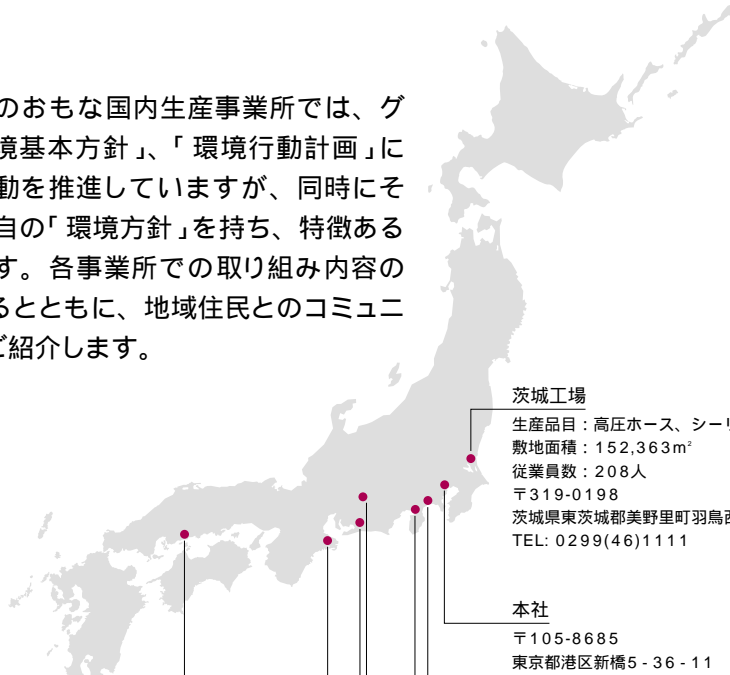 のおもな国内生産事業所では、グ
境基本方針」、「環境行動計画」に
動を推進していますが、同時にそ
自の「環境方針」を持ち、特徴ある
す。各事業所での取り組み内容の
るとともに、地域住民とのコミュニ
ご紹介します。
茨城工場
生産品目：高圧ホース、シーリ
敷地面積：152,363m²
従業員数：208人
〒319-0198
茨城県東茨城郡美野里町羽鳥西
TEL: 0299(46)1111
本社
〒105-8685
東京都港区新橋5-36-11